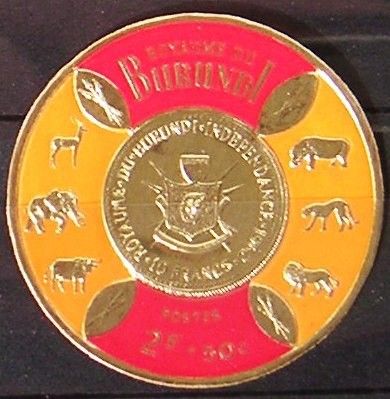 ROYAUME DU
BURUNDI
ROYAUME · DU · BURUNDI · INDEPENDANCE
10 FRANCS
POSTES
2F + 50c